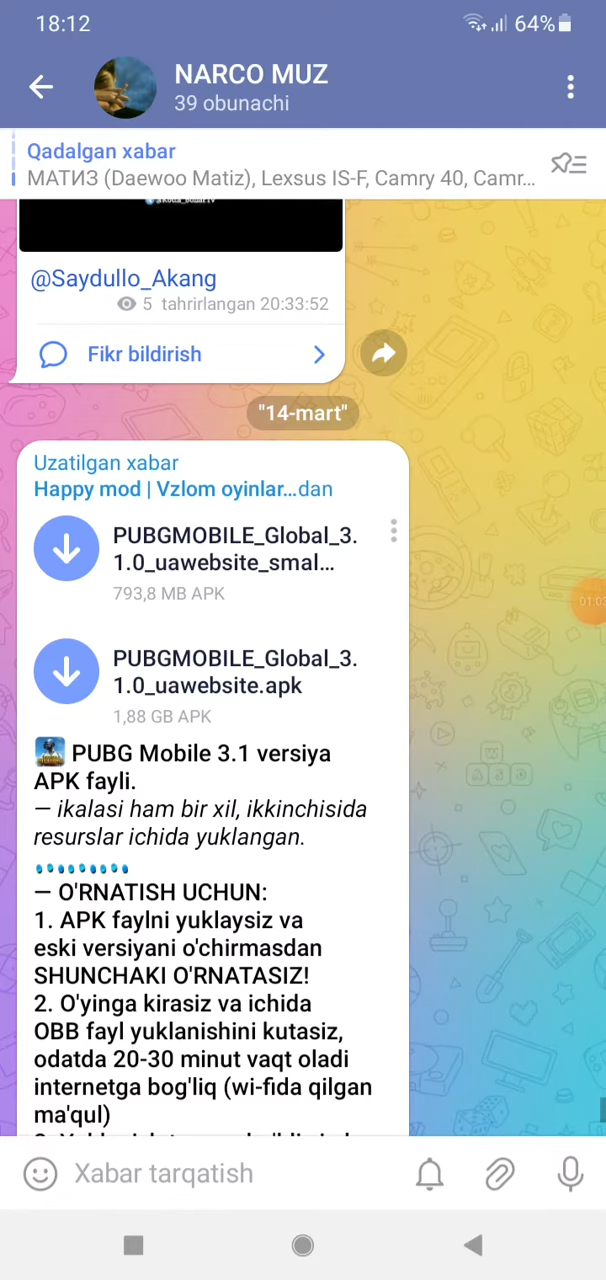 18:12
64%
NARCO MUZ
39 obunachi
Qadalgan xabar
МАТИЗ (Daewoo Matiz), Lexsus IS-F, Camry 40, Camr...
@Saydullo_Akang
5 tahrirlangan 20:33:52
Fikr bildirish
"14-mart"
Uzatilgan xabar
Happy mod | Vzlom oyinlar...dan
PUBGMOBILE_Global_3.
1.0_uawebsite_smal...
793,8 MB APK
01:03
PUBGMOBILE_Global_3.
1.0_uawebsite.apk
1,88 GB APK
PUBG Mobile 3.1 versiya
APK fayli.
— ikalasi ham bir xil, ikkinchisida
resurslar ichida yuklangan.
— O'RNATISH UCHUN:
1. APK faylni yuklaysiz va
eski versiyani o'chirmasdan
SHUNCHAKI O'RNATASIZ!
2. O'yinga kirasiz va ichida
OBB fayl yuklanishini kutasiz,
odatda 20-30 minut vaqt oladi
internetga bog'liq (wi-fida qilgan
ma'qul)
Xabar tarqatish